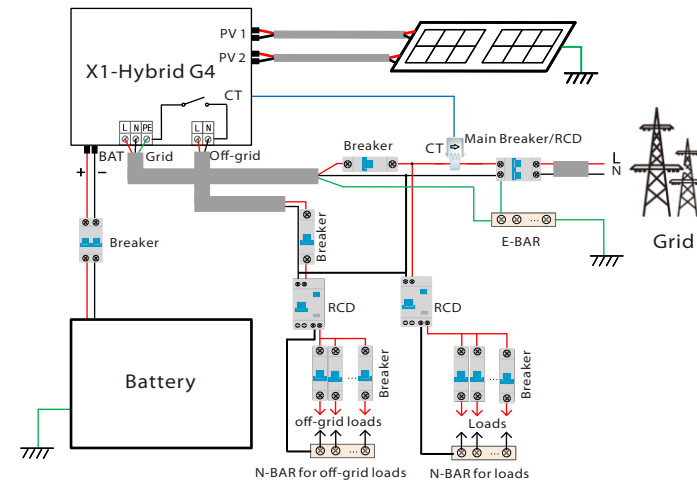 PV 1
PV 2
X1-Hybrid G4
CT
L N PE
L N
BAT
Grid
Off-grid
+ −
Breaker
CT
Main Breaker/RCD
L
N
E-BAR
Grid
Breaker
Breaker
RCD
RCD
Battery
...
Breaker
...
Breaker
off-grid loads
Loads
...
...
N-BAR for off-grid loads
N-BAR for loads
...